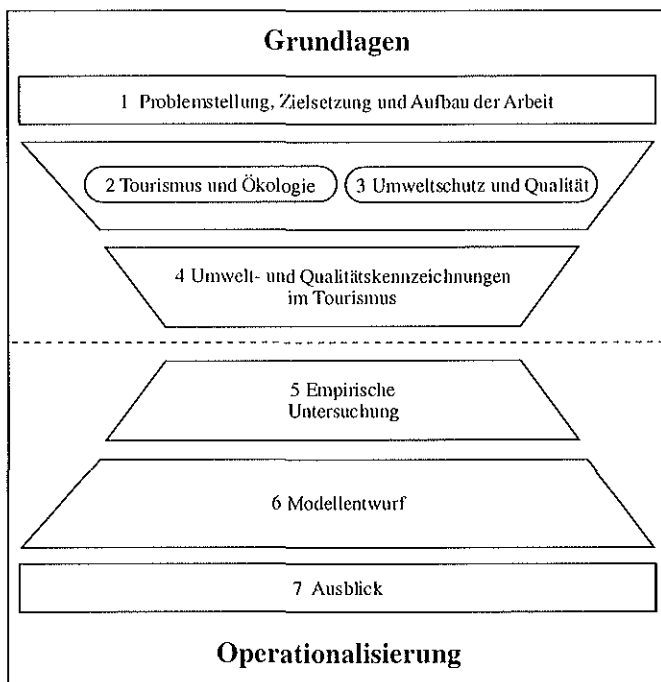 Grundlagen
1 Problemstellung, Zielsetzung und Aufbau der Arbeit
2 Tourismus und Ökologie
3 Umweltschutz und Qualität
4 Umwelt- und Qualitätskennzeichnungen
im Tourismus
5 Empirische
Untersuchung
6 Modellentwurf
7 Ausblick
Operationalisierung